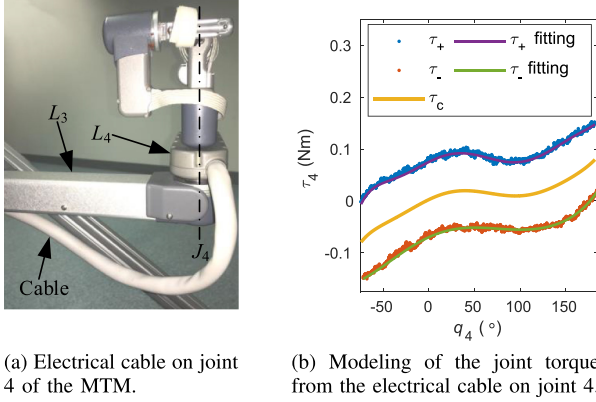 L3
L4
J4
Cable
0.3
0.2
0.1
0
-0.1
τ4 (Nm)
τ+ τ+ fitting
τ- τ- fitting
τc
-50 0 50 100 150
q4 (°)
(a) Electrical cable on joint
4 of the MTM.
(b) Modeling of the joint torque
from the electrical cable on joint 4.